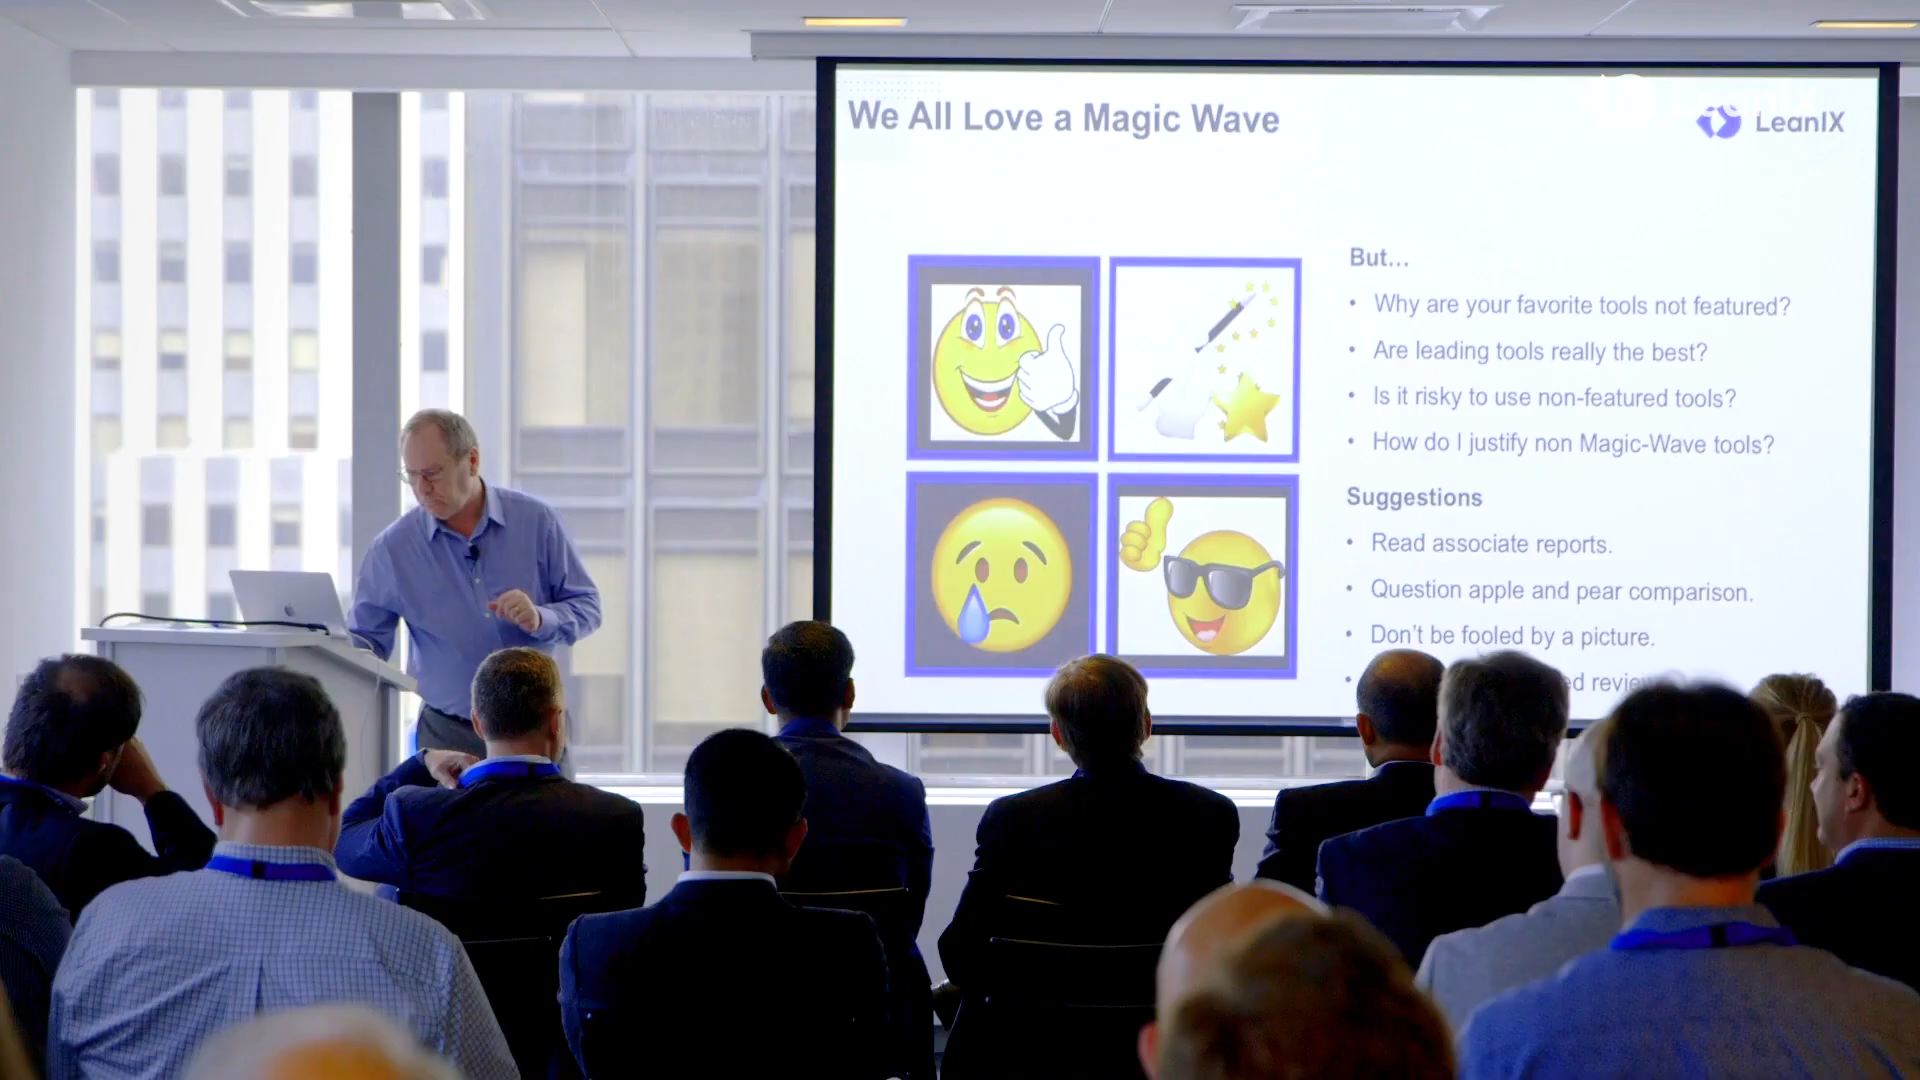 We All Love a Magic Wave
LeanIX
But...
• Why are your favorite tools not featured?
• Are leading tools really the best?
• Is it risky to use non-featured tools?
• How do I justify non Magic-Wave tools?
Suggestions
• Read associate reports.
• Question apple and pear comparison.
• Don't be fooled by a picture.
•